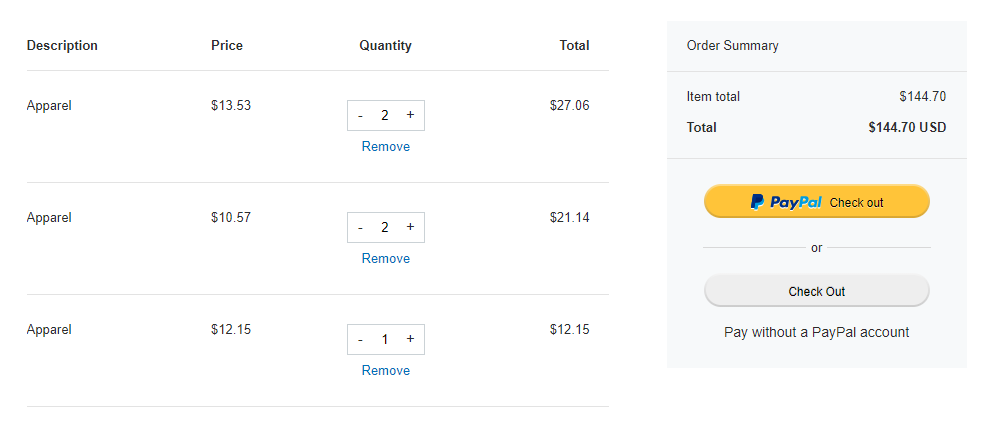 Description Price Quantity Total
Apparel $13.53 - 2 + $27.06
Remove
Apparel $10.57 - 2 + $21.14
Remove
Apparel $12.15 - 1 + $12.15
Remove
Order Summary
Item total $144.70
Total $144.70 USD
PayPal Check out
or
Check Out
Pay without a PayPal account